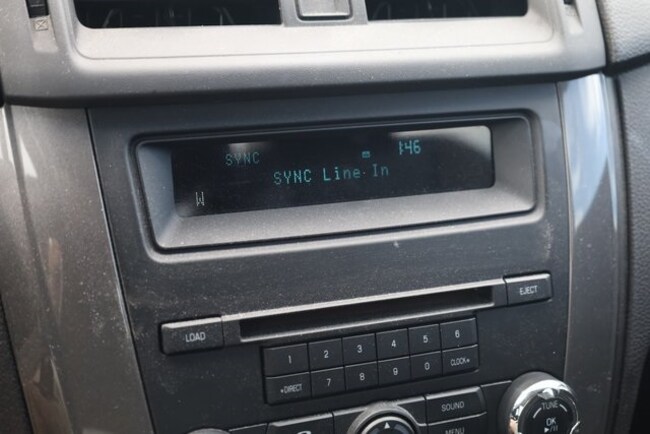 SYNC 1:46
SYNC Line In
W
LOAD EJECT
1 2 3 4 5 6
DIRECT 7 8 9 0 CLOCK
SOUND
MENU
TUNE
OK